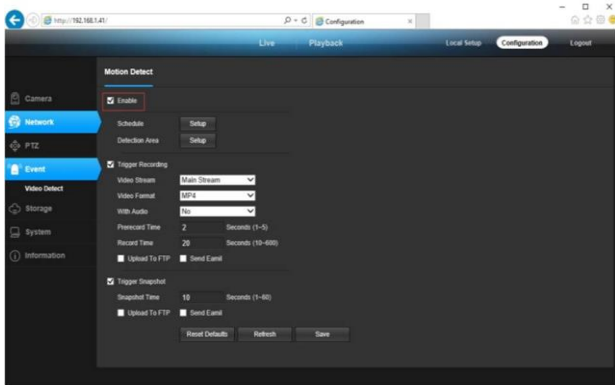 http://192.168.1.41/
Configuration
Live Playback Local Setup Configuration Logout
Motion Detect
Camera
Network
PTZ
Event
Video Detect
Storage
System
Information
Enable
Schedule Setup
Detection Area Setup
Trigger Recording
Video Stream Main Stream
Video Format MP4
With Audio No
Prerecord Time 2 Seconds (1~5)
Record Time 20 Seconds (10~600)
Upload To FTP Send Eamil
Trigger Snapshot
Snapshot Time 10 Seconds (1~60)
Upload To FTP Send Eamil
Reset Defaults Refresh Save